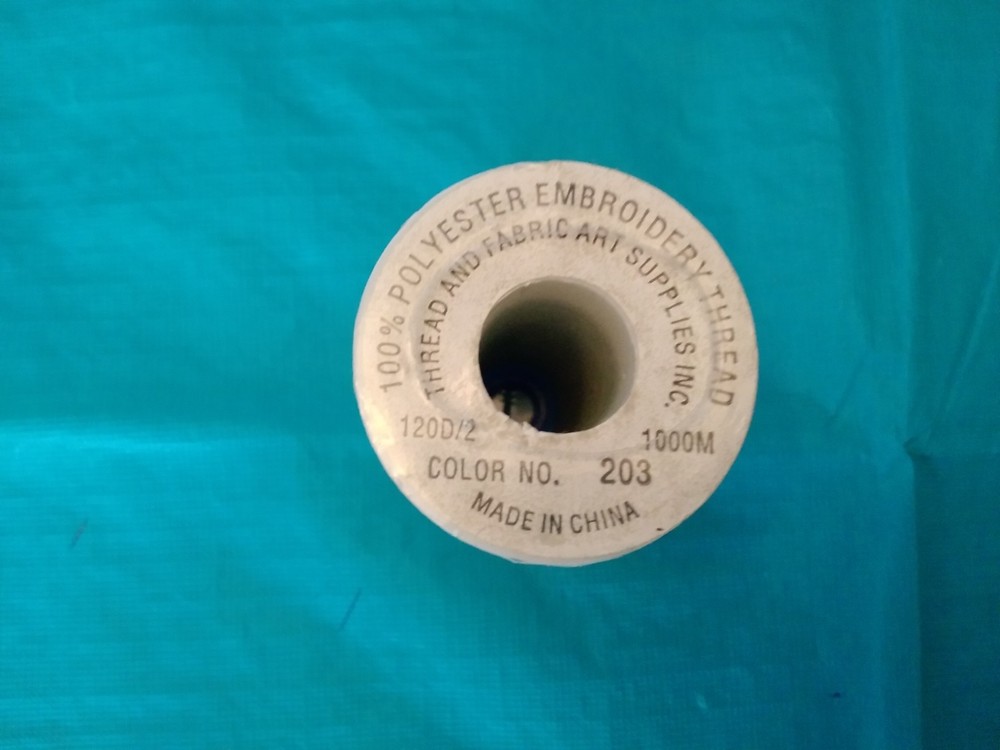 100% POLYESTER EMBROIDERY THREAD
THREAD AND FABRIC ART SUPPLIES INC.
120D/2 1000M
COLOR NO. 203
MADE IN CHINA